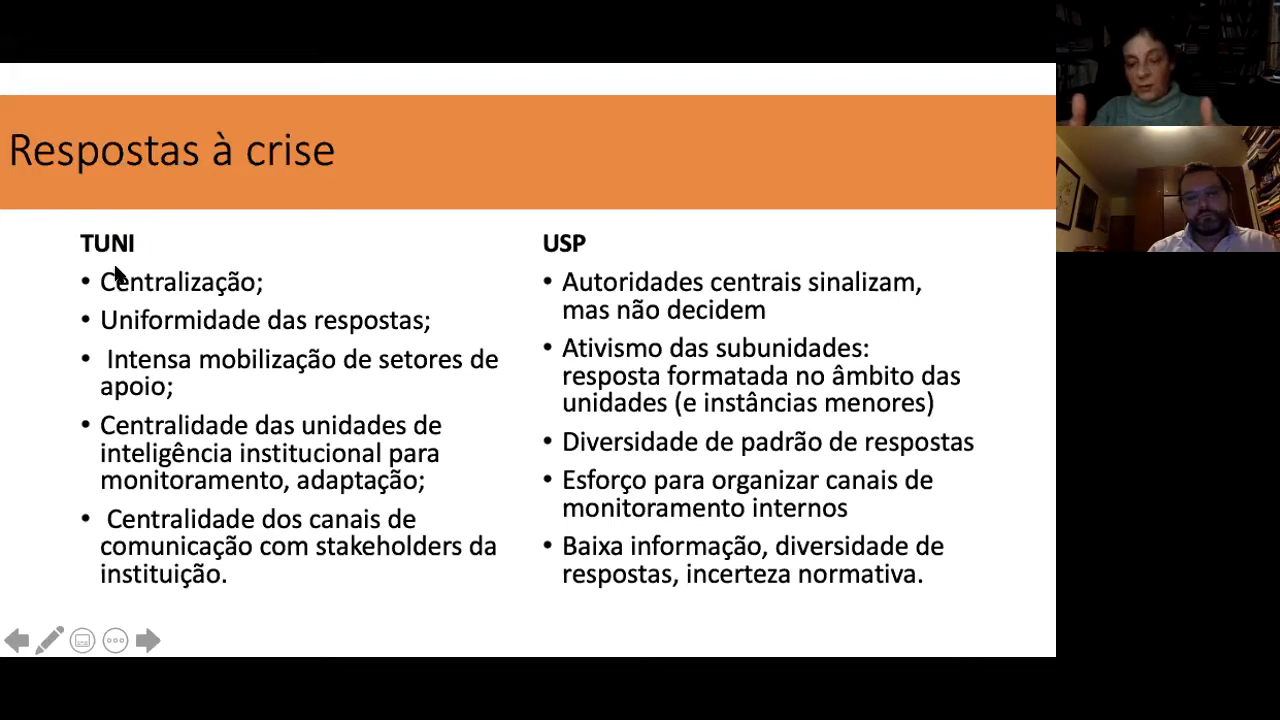 Respostas à crise
TUNI
• Centralização;
• Uniformidade das respostas;
• Intensa mobilização de setores de
apoio;
• Centralidade das unidades de
inteligência institucional para
monitoramento, adaptação;
• Centralidade dos canais de
comunicação com stakeholders da
instituição.
USP
• Autoridades centrais sinalizam,
mas não decidem
• Ativismo das subunidades:
resposta formatada no âmbito das
unidades (e instâncias menores)
• Diversidade de padrão de respostas
• Esforço para organizar canais de
monitoramento internos
• Baixa informação, diversidade de
respostas, incerteza normativa.